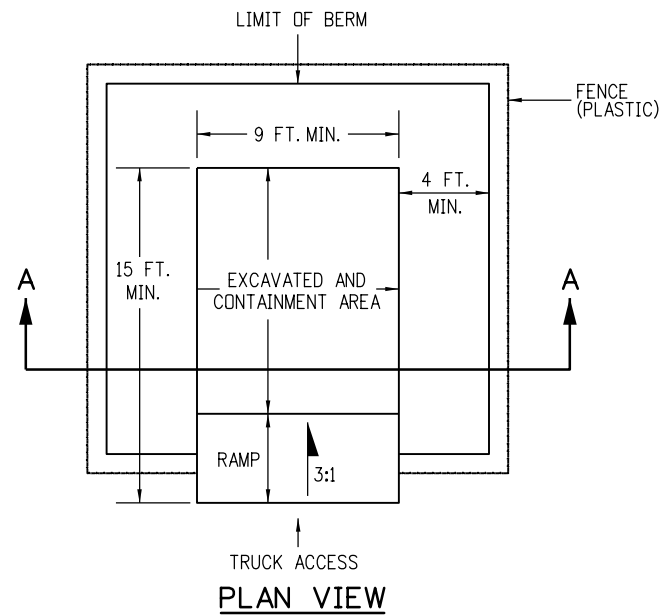 LIMIT OF BERM
FENCE
(PLASTIC)
9 FT. MIN.
4 FT.
MIN.
15 FT.
MIN.
A
A
EXCAVATED AND
CONTAINMENT AREA
RAMP
3:1
TRUCK ACCESS
PLAN VIEW